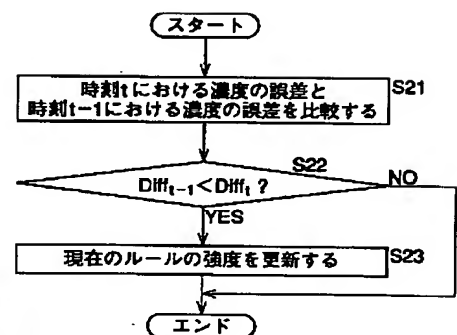 スタート
時刻tにおける濃度の誤差と
時刻t−1における濃度の誤差を比較する
S21
S22
Diff t−1<Diff t ?
NO
YES
現在のルールの強度を更新する
S23
エンド